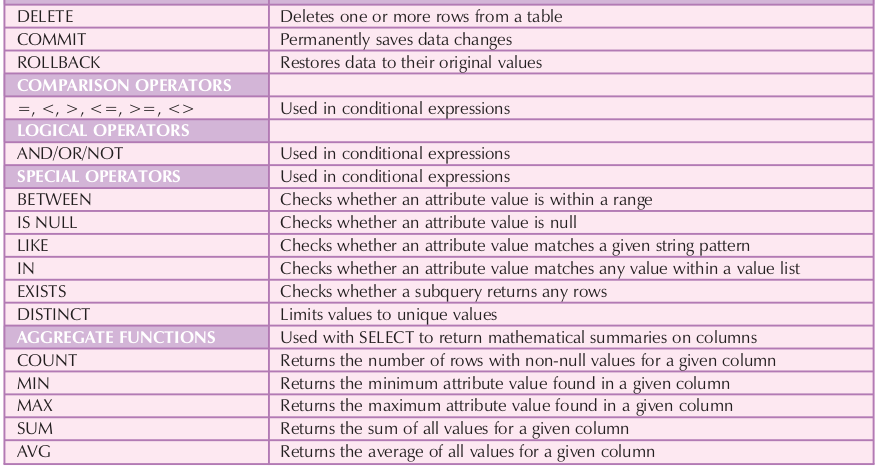 DELETE Deletes one or more rows from a table
COMMIT Permanently saves data changes
ROLLBACK Restores data to their original values
COMPARISON OPERATORS
=, <, >, <=, >=, <> Used in conditional expressions
LOGICAL OPERATORS
AND/OR/NOT Used in conditional expressions
SPECIAL OPERATORS Used in conditional expressions
BETWEEN Checks whether an attribute value is within a range
IS NULL Checks whether an attribute value is null
LIKE Checks whether an attribute value matches a given string pattern
IN Checks whether an attribute value matches any value within a value list
EXISTS Checks whether a subquery returns any rows
DISTINCT Limits values to unique values
AGGREGATE FUNCTIONS Used with SELECT to return mathematical summaries on columns
COUNT Returns the number of rows with non-null values for a given column
MIN Returns the minimum attribute value found in a given column
MAX Returns the maximum attribute value found in a given column
SUM Returns the sum of all values for a given column
AVG Returns the average of all values for a given column